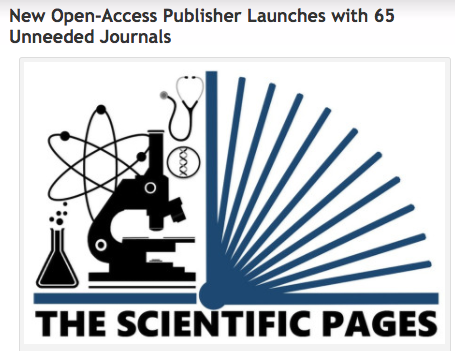 New Open-Access Publisher Launches with 65
Unneeded Journals
THE SCIENTIFIC PAGES